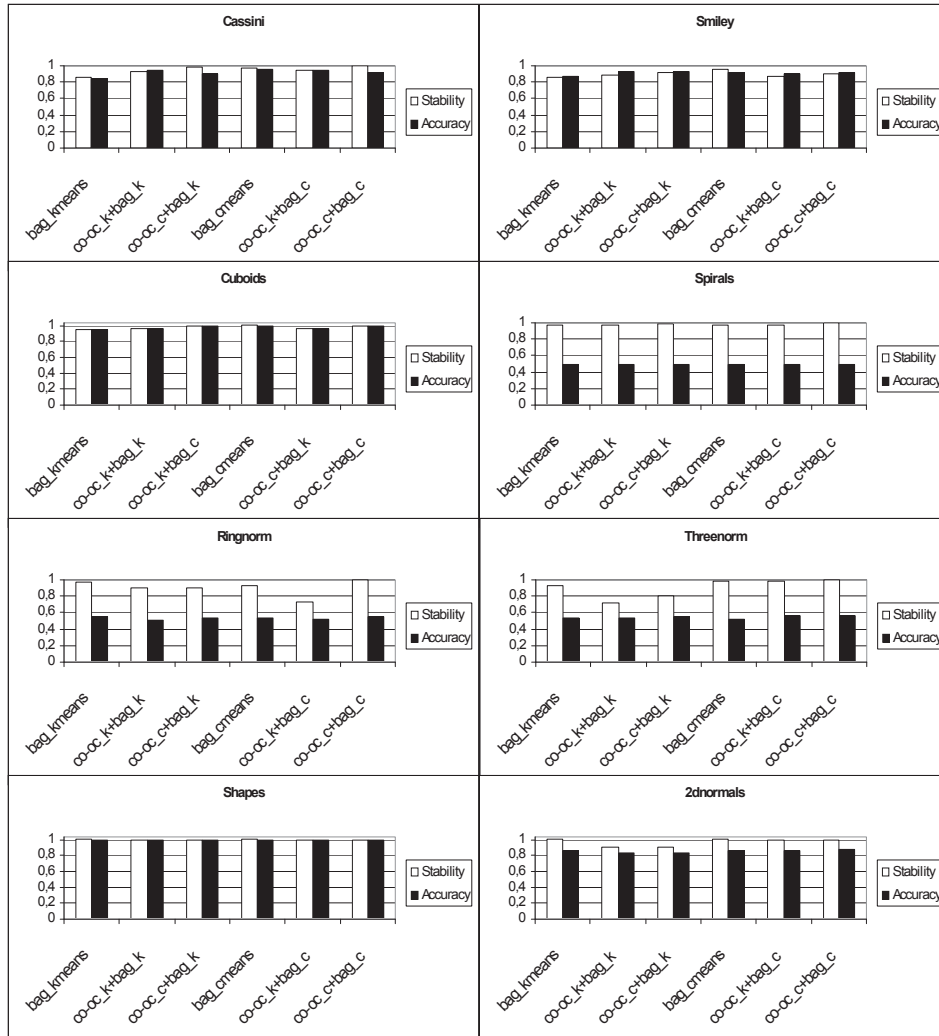 Cassini
1
0,8
0,6
0,4
0,2
0
Stability
Accuracy
bag_kmeans
co-oc_k+bag_k
co-oc_c+bag_k
bag_cmeans
co-oc_k+bag_c
co-oc_c+bag_c
Smiley
1
0,8
0,6
0,4
0,2
0
Stability
Accuracy
bag_kmeans
co-oc_k+bag_k
co-oc_c+bag_k
bag_cmeans
co-oc_k+bag_c
co-oc_c+bag_c
Cuboids
1
0,8
0,6
0,4
0,2
0
Stability
Accuracy
bag_kmeans
co-oc_k+bag_k
co-oc_k+bag_c
bag_cmeans
co-oc_c+bag_k
co-oc_c+bag_c
Spirals
1
0,8
0,6
0,4
0,2
0
Stability
Accuracy
bag_kmeans
co-oc_k+bag_k
co-oc_c+bag_k
bag_cmeans
co-oc_k+bag_c
co-oc_c+bag_c
Ringnorm
1
0,8
0,6
0,4
0,2
0
Stability
Accuracy
bag_kmeans
co-oc_k+bag_k
co-oc_c+bag_k
bag_cmeans
co-oc_k+bag_c
co-oc_c+bag_c
Threenorm
1
0,8
0,6
0,4
0,2
0
Stability
Accuracy
bag_kmeans
co-oc_k+bag_k
co-oc_c+bag_k
bag_cmeans
co-oc_k+bag_c
co-oc_c+bag_c
Shapes
1
0,8
0,6
0,4
0,2
0
Stability
Accuracy
bag_kmeans
co-oc_k+bag_k
co-oc_c+bag_k
bag_cmeans
co-oc_k+bag_c
co-oc_c+bag_c
2dnormals
1
0,8
0,6
0,4
0,2
0
Stability
Accuracy
bag_kmeans
co-oc_k+bag_k
co-oc_c+bag_k
bag_cmeans
co-oc_k+bag_c
co-oc_c+bag_c